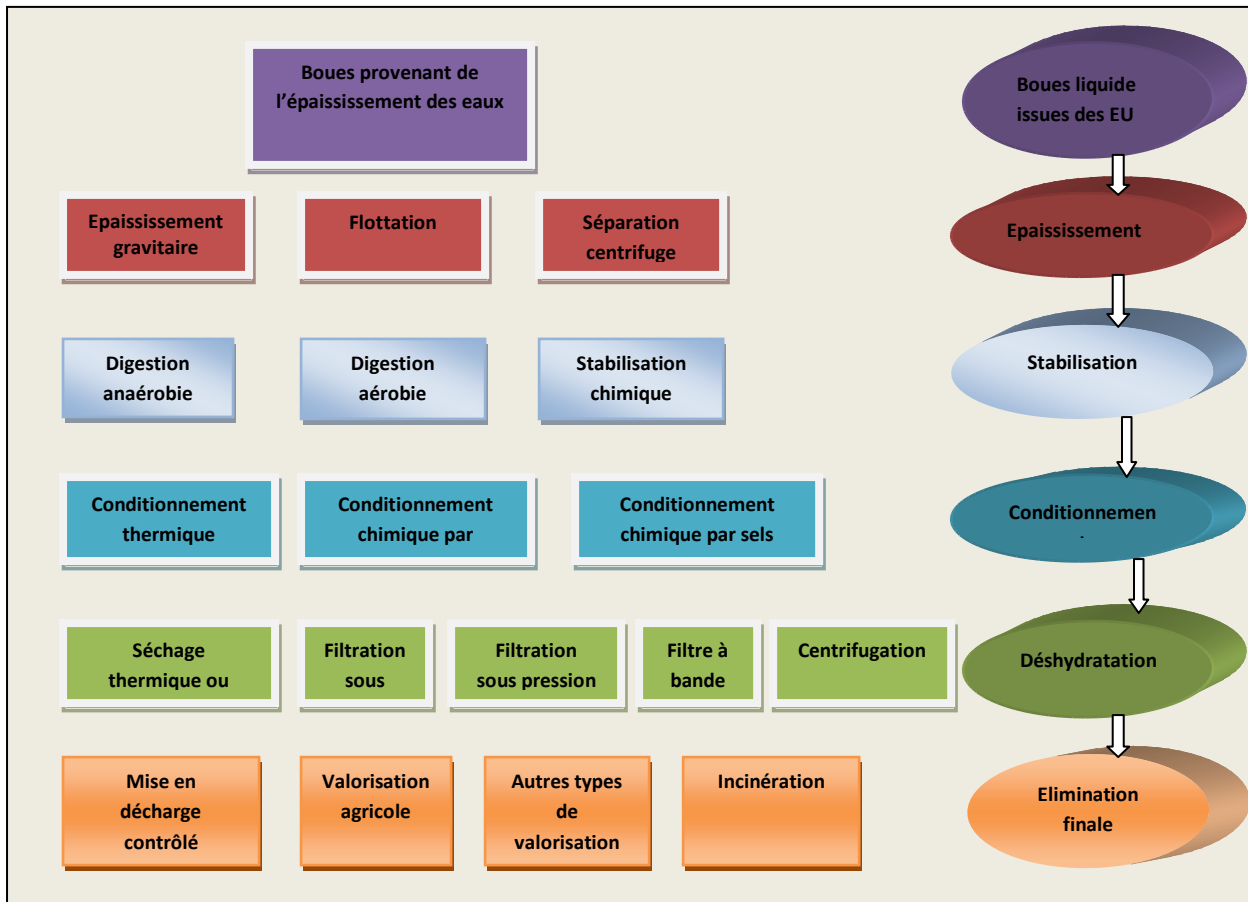 Boues provenant de
l'épaississement des eaux
Boues liquide
issues des EU
Epaississement
gravitaire
Flottation
Séparation
centrifuge
Epaississement
Digestion
anaérobie
Digestion
aérobie
Stabilisation
chimique
Stabilisation
Conditionnement
thermique
Conditionnement
chimique par
Conditionnement
chimique par sels
Conditionnemen
Séchage
thermique ou
Filtration
sous
Filtration
sous pression
Filtre à
bande
Centrifugation
Déshydratation
Mise en
décharge
contrôlé
Valorisation
agricole
Autres types
de
valorisation
Incinération
Elimination
finale